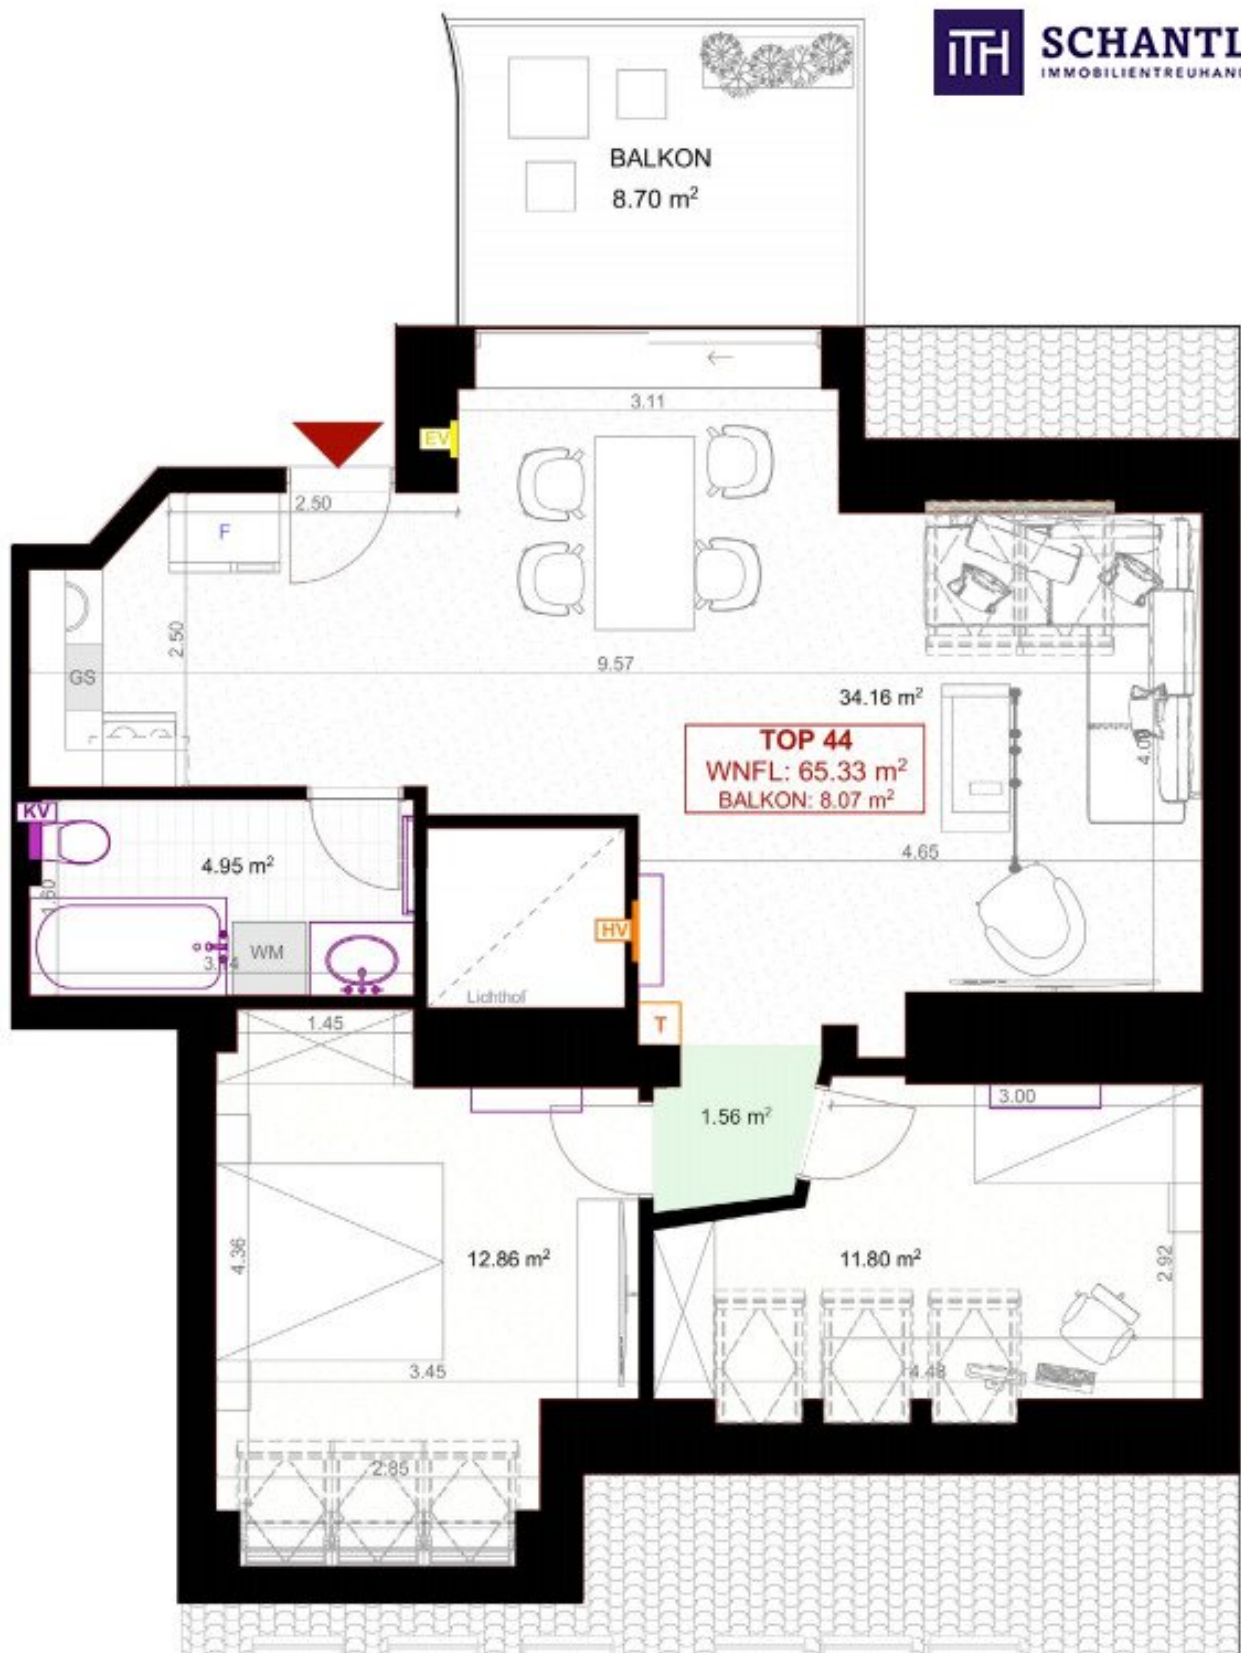 ITH SCHANTL
IMMOBILIENTREUHAND
BALKON
8.70 m²
3.11
EV
2.50
F
2.50
GS
9.57
34.16 m²
TOP 44
WNFL: 65.33 m²
BALKON: 8.07 m²
KV
4.95 m²
4.65
1.60
HV
WM
Lichthof
T
1.45
1.56 m²
3.00
12.86 m²
11.80 m²
4.36
2.92
3.45
4.48
2.85